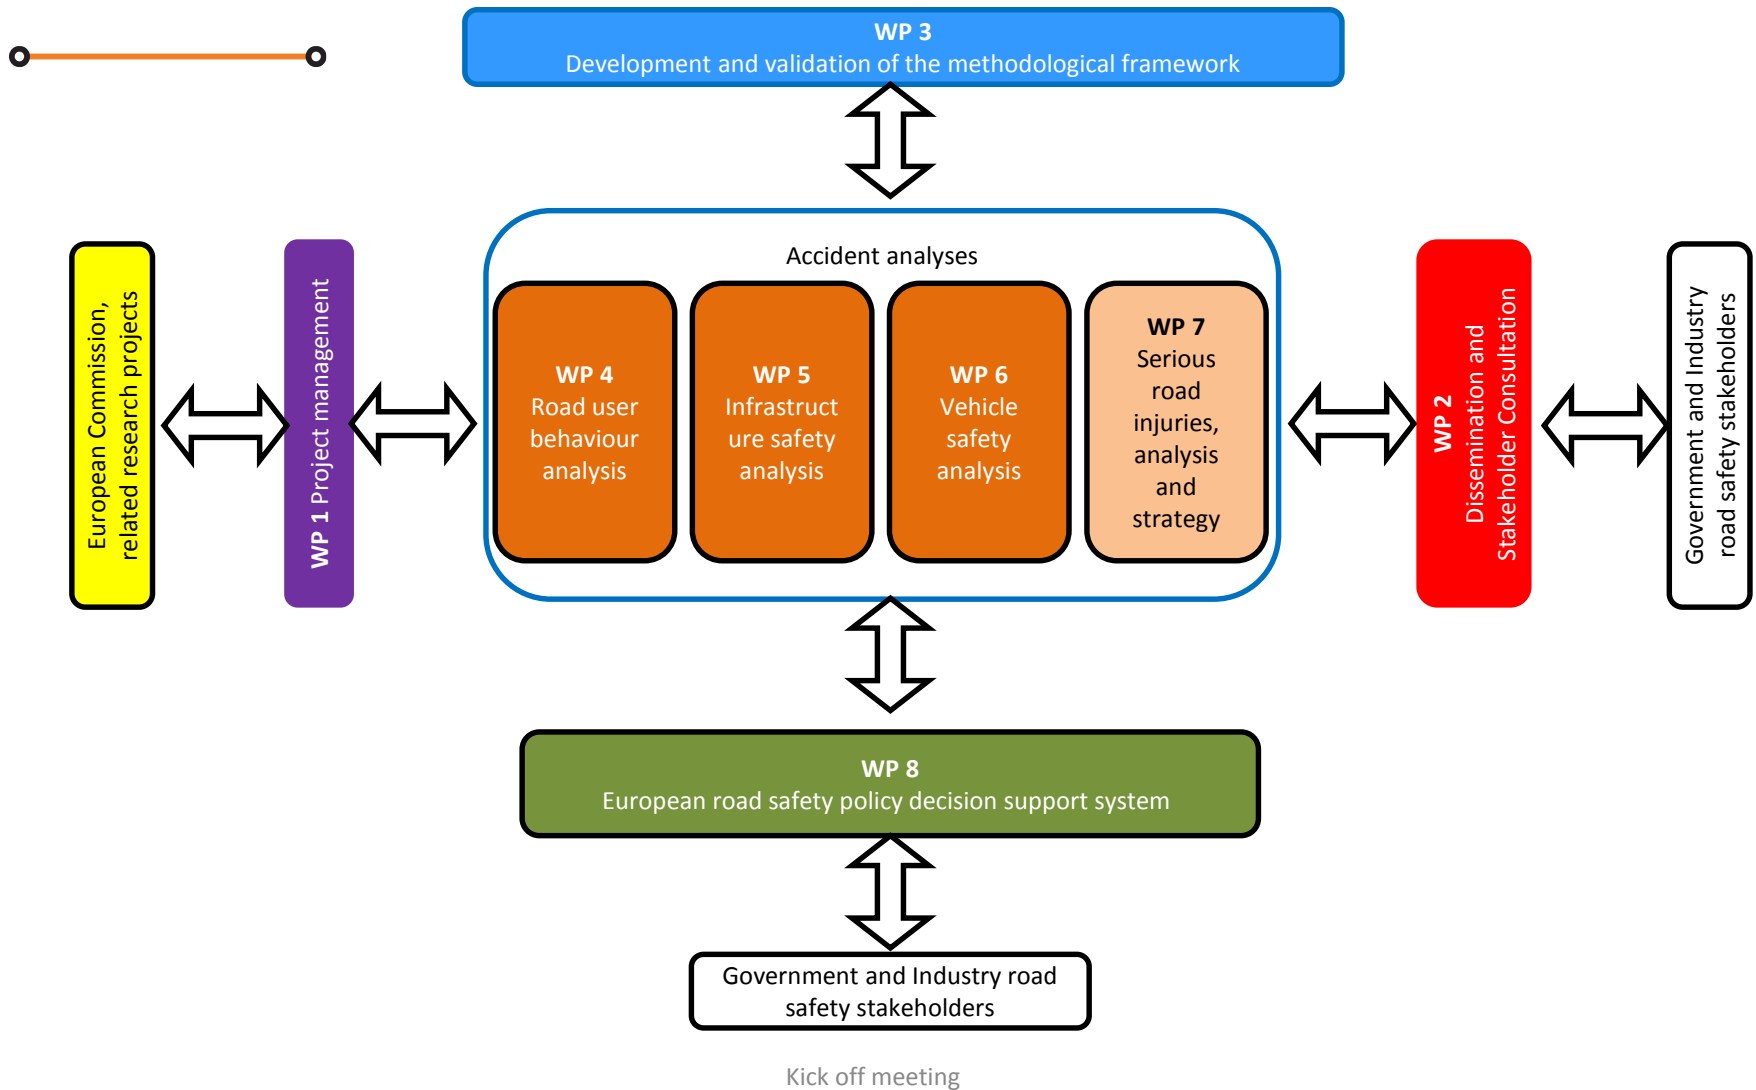 WP 3
Development and validation of the methodological framework
European Commission,
related research projects
WP 1 Project management
Accident analyses
WP 4
Road user
behaviour
analysis
WP 5
Infrastruct
ure safety
analysis
WP 6
Vehicle
safety
analysis
WP 7
Serious
road
injuries,
analysis
and
strategy
WP 2
Dissemination and
Stakeholder Consultation
Government and Industry
road safety stakeholders
WP 8
European road safety policy decision support system
Government and Industry road
safety stakeholders
Kick off meeting